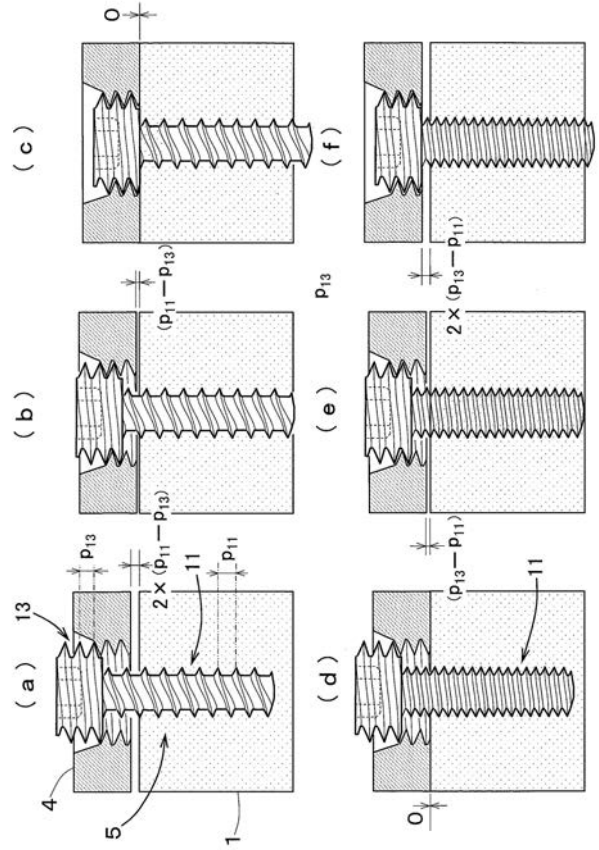 (a)
(b)
(c)
13
4
p₁₃
2×(p₁₁−p₁₃)
11
p₁₁
5
1
(p₁₁−p₁₃)
0
(d)
(e)
(f)
p₁₃
0
11
(p₁₃−p₁₁)
2×(p₁₃−p₁₁)